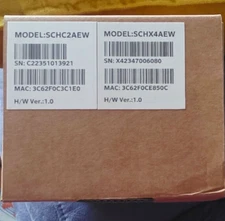 MODEL:SCHC2AEW
SN: C22351013921
MAC: 3C62F0C3C1E0
H/W Ver.:1.0
MODEL:SCHX4AEW
SN: X42347006080
MAC: 3C62F0CE850C
H/W Ver.:1.0